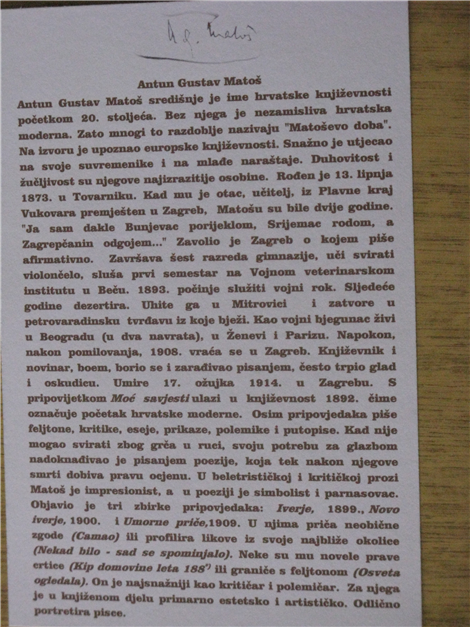 A. G. Matoš
Antun Gustav Matoš
Antun Gustav Matoš središnje je ime hrvatske književnosti
početkom 20. stoljeća. Bez njega je nezamisliva hrvatska
moderna. Zato mnogi to razdoblje nazivaju "Matoševo doba".
Na izvoru je upoznao europske književnosti. Snažno je utjecao
na svoje suvremenike i na mlađe naraštaje. Duhovitost i
žučljivost su njegove najizrazitije osobine. Rođen je 13. lipnja
1873. u Tovarniku. Kad mu je otac, učitelj, iz Plavne kraj
Vukovara premješten u Zagreb, Matošu su bile dvije godine.
"Ja sam dakle Bunjevac porijeklom, Srijemac rodom, a
Zagrepčanin odgojem..." Zavolio je Zagreb o kojem piše
afirmativno. Završava šest razreda gimnazije, uči svirati
violončelo, sluša prvi semestar na Vojnom veterinarskom
institutu u Beču. 1893. počinje služiti vojni rok. Sljedeće
godine dezertira. Uhite ga u Mitrovici i zatvore u
petrovaradinsku tvrđavu iz koje bježi. Kao vojni bjegunac živi
u Beogradu (u dva navrata), u Ženevi i Parizu. Napokon,
nakon pomilovanja, 1908. vraća se u Zagreb. Književnik i
novinar, boem, borio se i zarađivao pisanjem, često trpio glad
i oskudicu. Umire 17. ožujka 1914. u Zagrebu. S
pripovijetkom Moć savjesti ulazi u književnost 1892. čime
označuje početak hrvatske moderne. Osim pripovjedaka piše
feljtone, kritike, eseje, prikaze, polemike i putopise. Kad nije
mogao svirati zbog grča u ruci, svoju potrebu za glazbom
nadoknađivao je pisanjem poezije, koja tek nakon njegove
smrti dobiva pravu ocjenu. U beletrističkoj i kritičkoj prozi
Matoš je impresionist, a u poeziji je simbolist i parnasovac.
Objavio je tri zbirke pripovjedaka: Iverje, 1899., Novo
iverje, 1900. i Umorne priče,1909. U njima priča neobične
zgode (Camao) ili profilira likove iz svoje najbliže okolice
(Nekad bilo - sad se spominjalo). Neke su mu novele prave
crtice (Kip domovine leta 188*) ili graniče s feljtonom (Osveta
ogledala). On je najsnažniji kao kritičar i polemičar. Za njega
je u knjiženom djelu primarno estetsko i artističko. Odlično
portretira pisce.